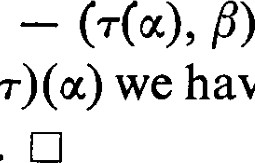 − (τ(α), β)
τ)(α) we hav
. □